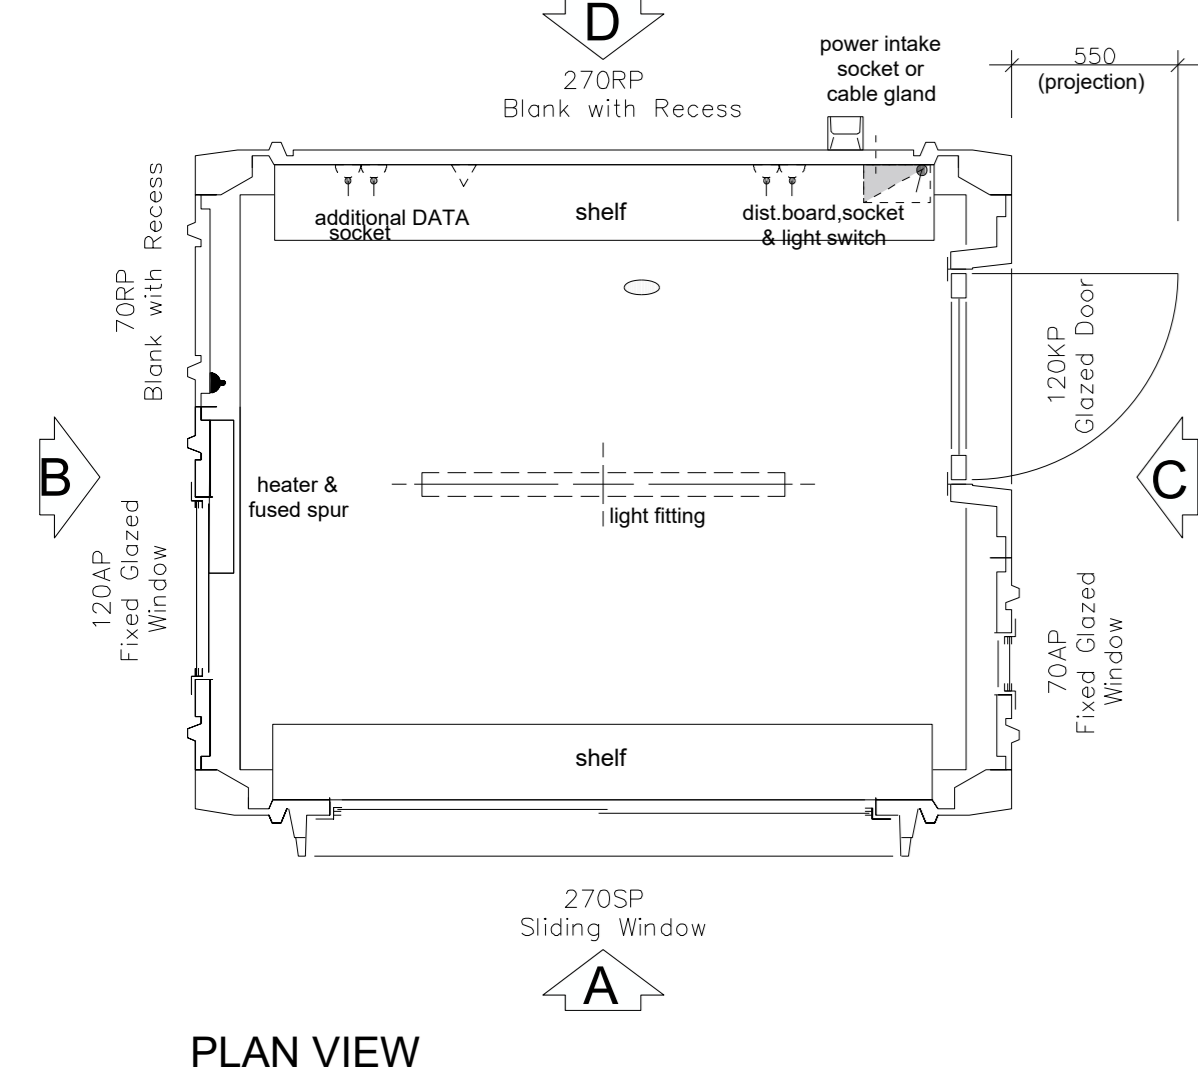 D
270RP
Blank with Recess
power intake
socket or
cable gland
550
(projection)
additional DATA
socket
shelf
dist.board,socket
& light switch
70RP
Blank with Recess
120KP
Glazed Door
B
heater &
fused spur
light fitting
C
120AP
Fixed Glazed
Window
70AP
Fixed Glazed
Window
shelf
270SP
Sliding Window
A
PLAN VIEW